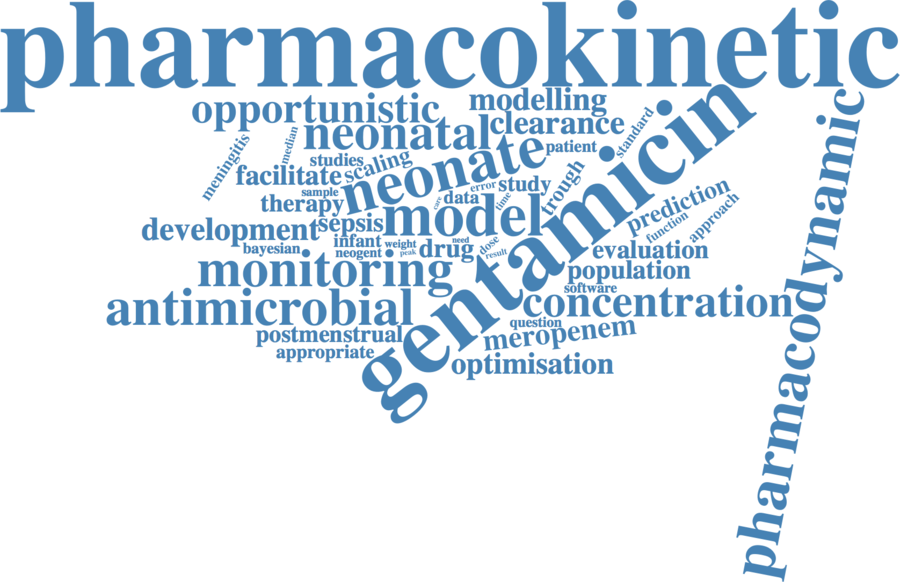 pharmacokinetic
opportunistic
modelling
neonatal
clearance
gentamicin
standard
pharmacodynamic
meningitis
median
studies
scaling
neonate
patient
facilitate
trough
sample
error
study
therapy
care
data
time
prediction
approach
function
development
sepsis
model
infant
weight
need
dose
evaluation
bayesian
neogent
peak
drug
result
monitoring
population
software
antimicrobial
concentration
question
postmenstrual
meropenem
appropriate
optimisation